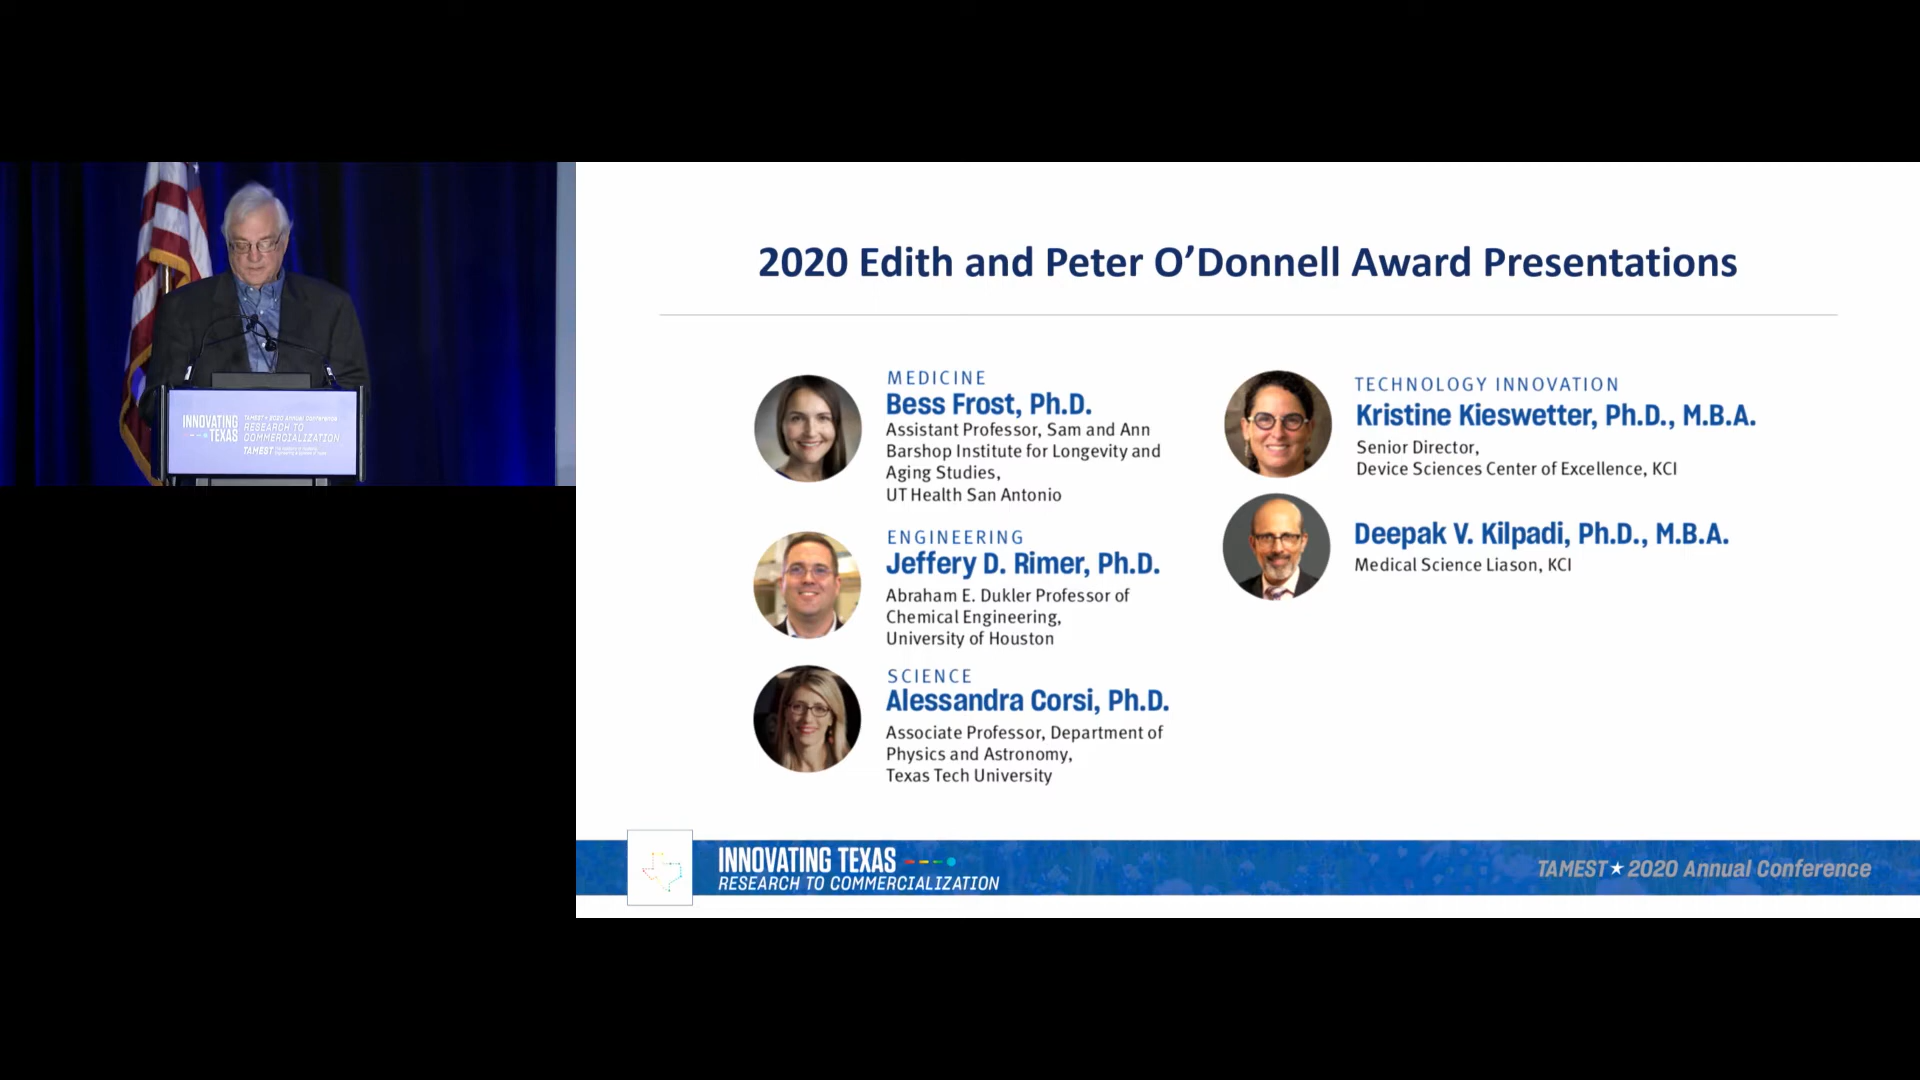 INNOVATING
TEXAS
TAMEST★2020 Annual Conference
RESEARCH TO
COMMERCIALIZATION
TAMEST
2020 Edith and Peter O’Donnell Award Presentations
MEDICINE
Bess Frost, Ph.D.
Assistant Professor, Sam and Ann
Barshop Institute for Longevity and
Aging Studies,
UT Health San Antonio
ENGINEERING
Jeffery D. Rimer, Ph.D.
Abraham E. Dukler Professor of
Chemical Engineering,
University of Houston
SCIENCE
Alessandra Corsi, Ph.D.
Associate Professor, Department of
Physics and Astronomy,
Texas Tech University
TECHNOLOGY INNOVATION
Kristine Kieswetter, Ph.D., M.B.A.
Senior Director,
Device Sciences Center of Excellence, KCI
Deepak V. Kilpadi, Ph.D., M.B.A.
Medical Science Liason, KCI
INNOVATING TEXAS
RESEARCH TO COMMERCIALIZATION
TAMEST★2020 Annual Conference